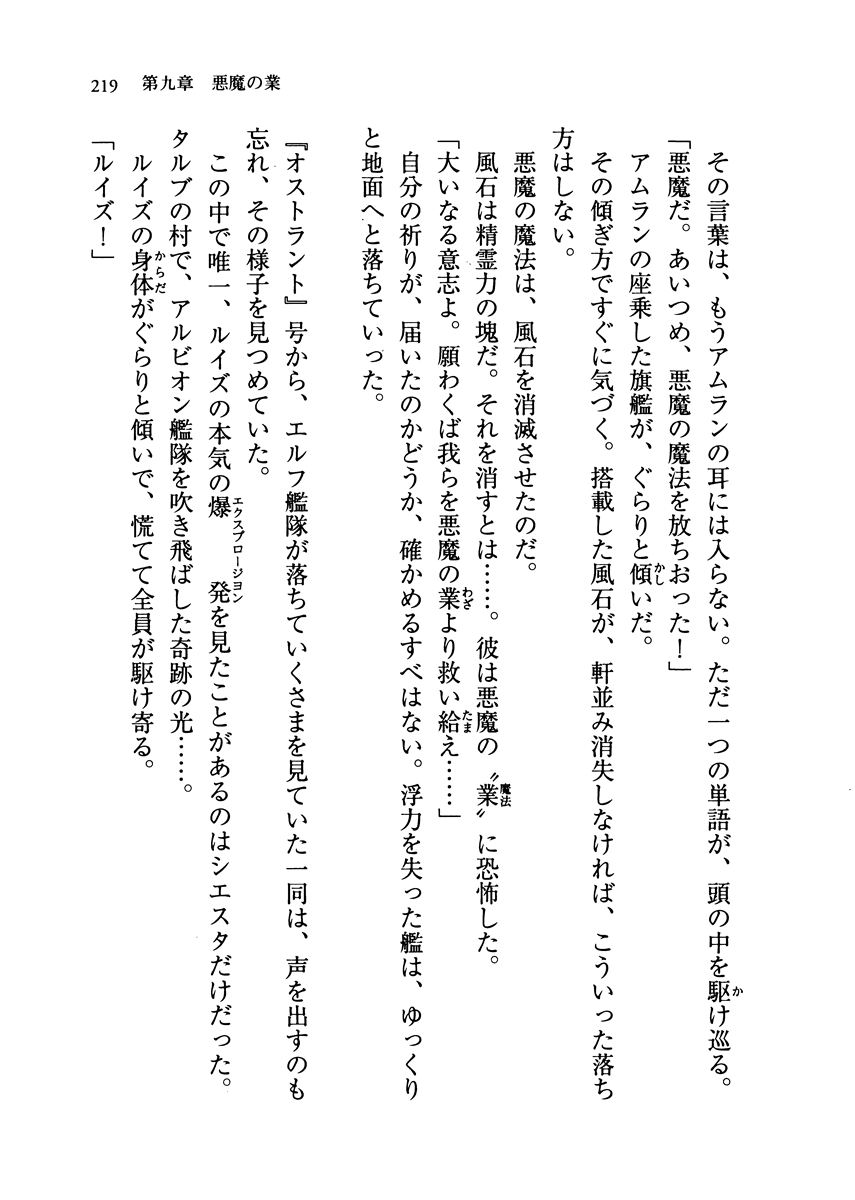 219 第九章 悪魔の業
その言葉は、もうアムランの耳には入らない。ただ一つの単語が、頭の中を駆け巡る。
「悪魔だ。あいつめ、悪魔の魔法を放ちおった！」
アムランの座乗した旗艦が、ぐらりと傾いだ。
その傾ぎ方ですぐに気づく。搭載した風石が、軒並み消失しなければ、こういった落ち
方はしない。
悪魔の魔法は、風石を消滅させたのだ。
風石は精霊力の塊だ。それを消すとは……。彼は悪魔の〝業〟に恐怖した。
「大いなる意志よ。願わくば我らを悪魔の業より救い給え……」
自分の祈りが、届いたのかどうか、確かめるすべはない。浮力を失った艦は、ゆっくり
と地面へと落ちていった。
『オストラント』号から、エルフ艦隊が落ちていくさまを見ていた一同は、声を出すのも
忘れ、その様子を見つめていた。
この中で唯一、ルイズの本気の爆発を見たことがあるのはシエスタだけだった。
タルブの村で、アルビオン艦隊を吹き飛ばした奇跡の光……。
ルイズの身体がぐらりと傾いで、慌てて全員が駆け寄る。
「ルイズ！」